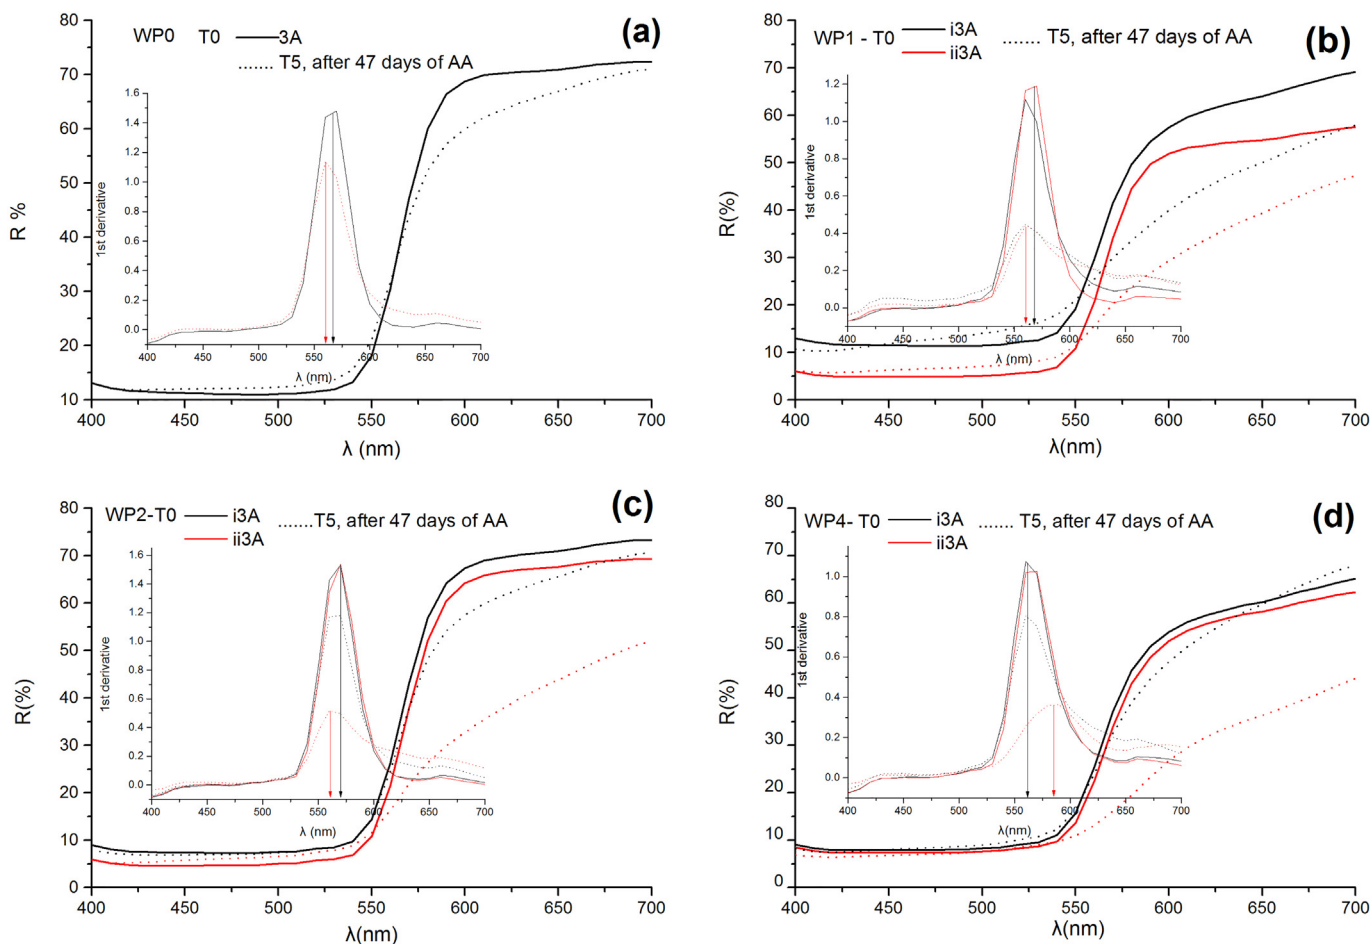 (a)
WP0 T0 3A
T5, after 47 days of AA
R %
80
70
60
50
40
30
20
10
400 450 500 550 600 650 700
λ (nm)
1st derivative
1.6
1.4
1.2
1.0
0.8
0.6
0.4
0.2
0.0
400 450 500 550 600 650 700
λ (nm)
(b)
WP1 - T0 i3A T5, after 47 days of AA
ii3A
R(%)
80
70
60
50
40
30
20
10
0
400 450 500 550 600 650 700
λ(nm)
1st derivative
1.2
1.0
0.8
0.6
0.4
0.2
0.0
400 450 500 550 600 650 700
λ (nm)
(c)
WP2-T0 i3A T5, after 47 days of AA
ii3A
R(%)
80
70
60
50
40
30
20
10
0
400 450 500 550 600 650 700
λ(nm)
1st derivative
1.6
1.4
1.2
1.0
0.8
0.6
0.4
0.2
0.0
400 450 500 550 600 650 700
λ (nm)
(d)
WP4- T0 i3A T5, after 47 days of AA
ii3A
R(%)
80
70
60
50
40
30
20
10
0
400 450 500 550 600 650 700
λ(nm)
1st derivative
1.0
0.8
0.6
0.4
0.2
0.0
400 450 500 550 600 650 700
λ(nm)